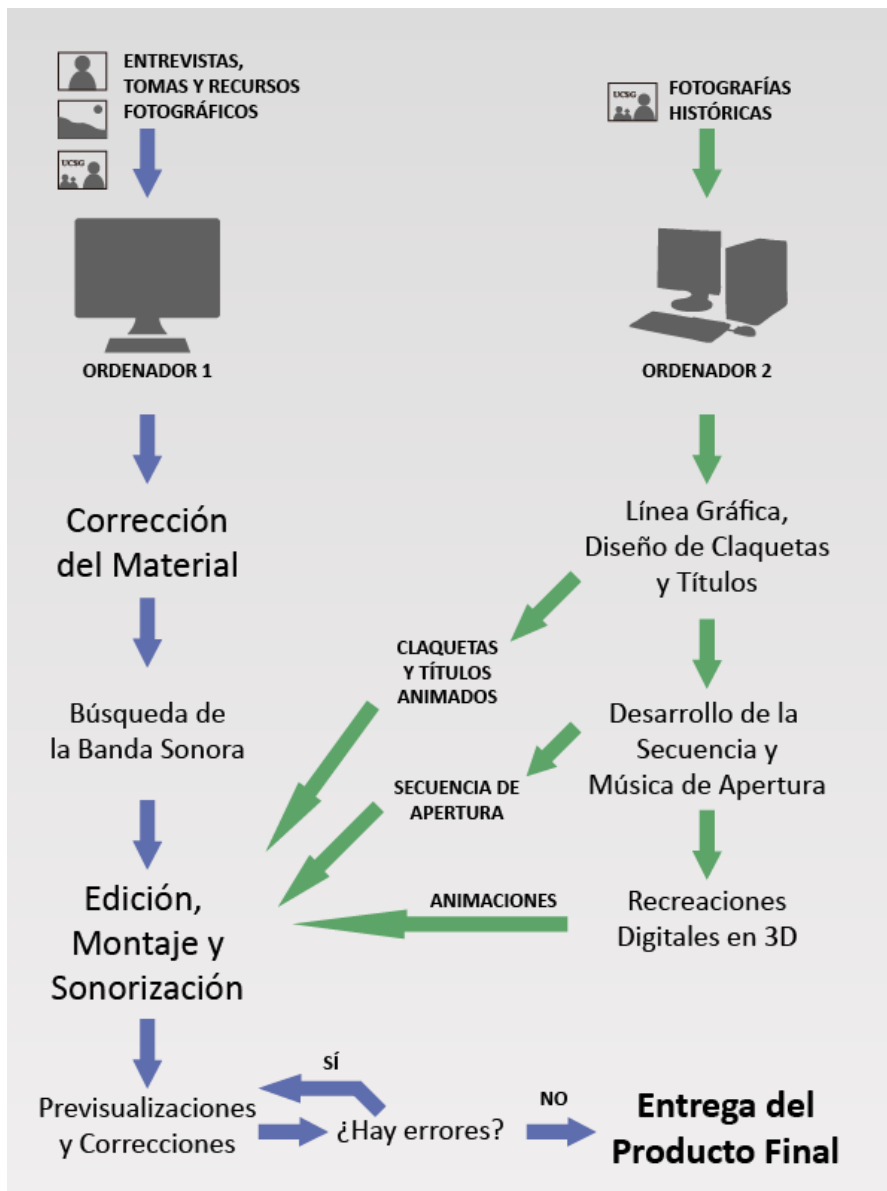 ENTREVISTAS,
TOMAS Y RECURSOS
FOTOGRÁFICOS
UCSG
UCSG
FOTOGRAFÍAS
HISTÓRICAS
ORDENADOR 1
ORDENADOR 2
Corrección
del Material
Línea Gráfica,
Diseño de Claquetas
y Títulos
CLAQUETAS
Y TÍTULOS
ANIMADOS
Búsqueda de
la Banda Sonora
Desarrollo de la
Secuencia y
Música de Apertura
SECUENCIA DE
APERTURA
Edición,
Montaje y
Sonorización
ANIMACIONES
Recreaciones
Digitales en 3D
SÍ
Previsualizaciones
y Correcciones
¿Hay errores?
NO
Entrega del
Producto Final